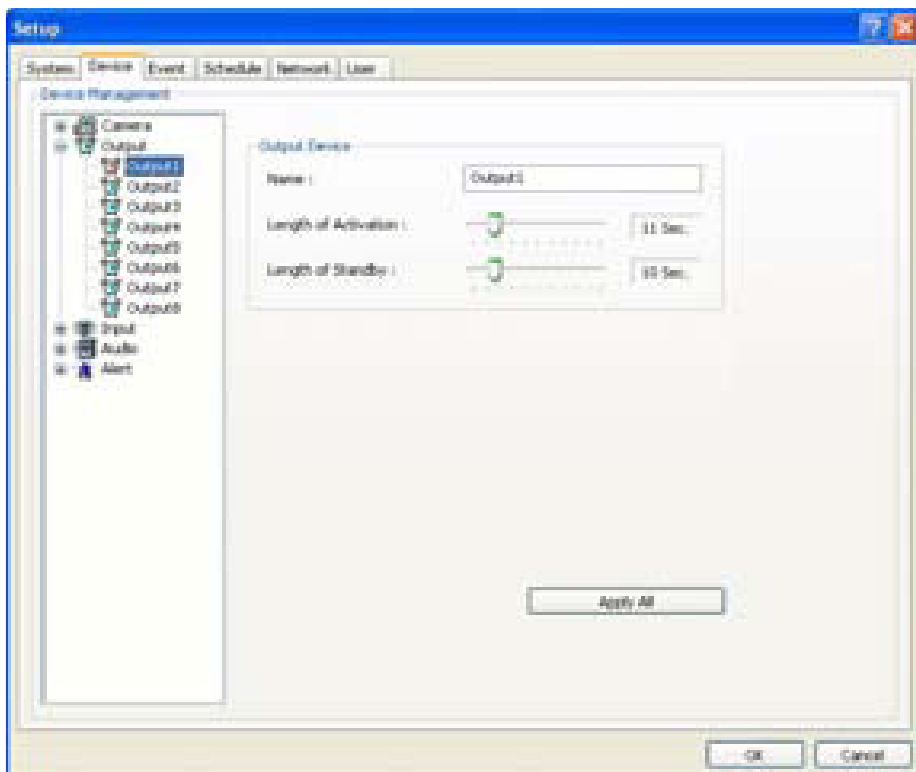 Setup
System Device Event Schedule Network User
Device Management
Camera
Output
Output1
Output2
Output3
Output4
Output5
Output6
Output7
Output8
Input
Audio
Alert
Output Device
Name : Output1
Length of Activation : 11 Sec.
Length of Standby : 10 Sec.
Apply All
OK Cancel